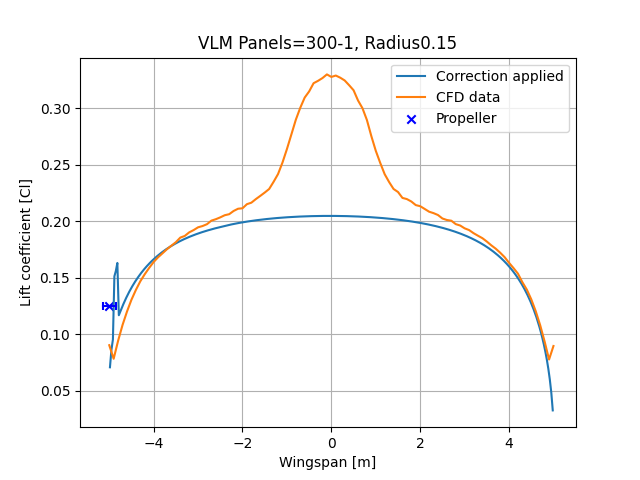 VLM Panels=300-1, Radius0.15
Correction applied
CFD data
Propeller
Lift coefficient [Cl]
0.30
0.25
0.20
0.15
0.10
0.05
−4 −2 0 2 4
Wingspan [m]